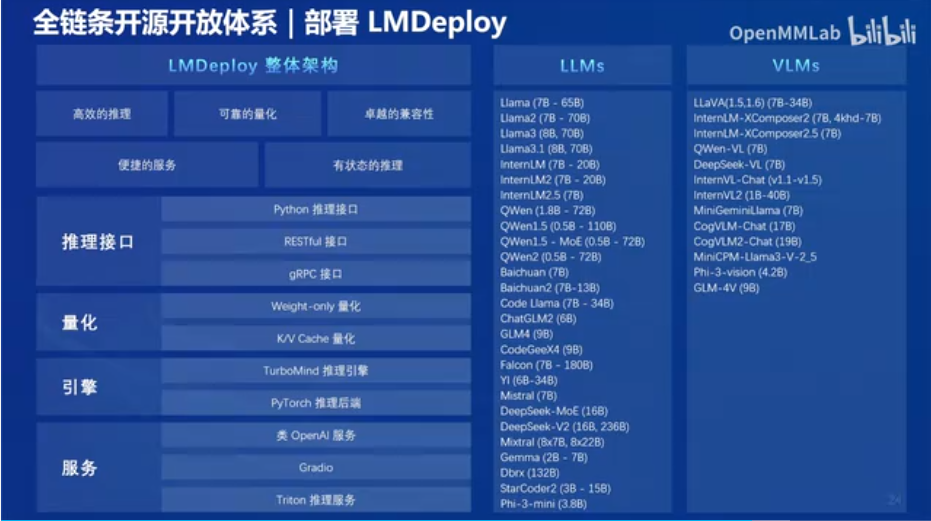 全链条开源开放体系 | 部署 LMDeploy
OpenMMLab bilibili
LMDeploy 整体架构
高效的推理
可靠的量化
卓越的兼容性
便捷的服务
有状态的推理
推理接口
Python 推理接口
RESTful 接口
gRPC 接口
量化
Weight-only 量化
K/V Cache 量化
引擎
TurboMind 推理引擎
PyTorch 推理后端
服务
类 OpenAI 服务
Gradio
Triton 推理服务
LLMs
Llama (7B - 65B)
Llama2 (7B - 70B)
Llama3 (8B, 70B)
Llama3.1 (8B, 70B)
InternLM (7B - 20B)
InternLM2 (7B - 20B)
InternLM2.5 (7B)
QWen (1.8B - 72B)
QWen1.5 (0.5B - 110B)
QWen1.5 - MoE (0.5B - 72B)
QWen2 (0.5B - 72B)
Baichuan (7B)
Baichuan2 (7B-13B)
Code Llama (7B - 34B)
ChatGLM2 (6B)
GLM4 (9B)
CodeGeeX4 (9B)
Falcon (7B - 180B)
YI (6B-34B)
Mistral (7B)
DeepSeek-MoE (16B)
DeepSeek-V2 (16B, 236B)
Mixtral (8x7B, 8x22B)
Gemma (2B - 7B)
Dbrx (132B)
StarCoder2 (3B - 15B)
Phi-3-mini (3.8B)
VLMs
LLaVA(1.5,1.6) (7B-34B)
InternLM-XComposer2 (7B, 4khd-7B)
InternLM-XComposer2.5 (7B)
QWen-VL (7B)
DeepSeek-VL (7B)
InternVL-Chat (v1.1-v1.5)
InternVL2 (1B-40B)
MiniGeminiLlama (7B)
CogVLM-Chat (17B)
CogVLM2-Chat (19B)
MiniCPM-Llama3-V-2_5
Phi-3-vision (4.2B)
GLM-4V (9B)
24